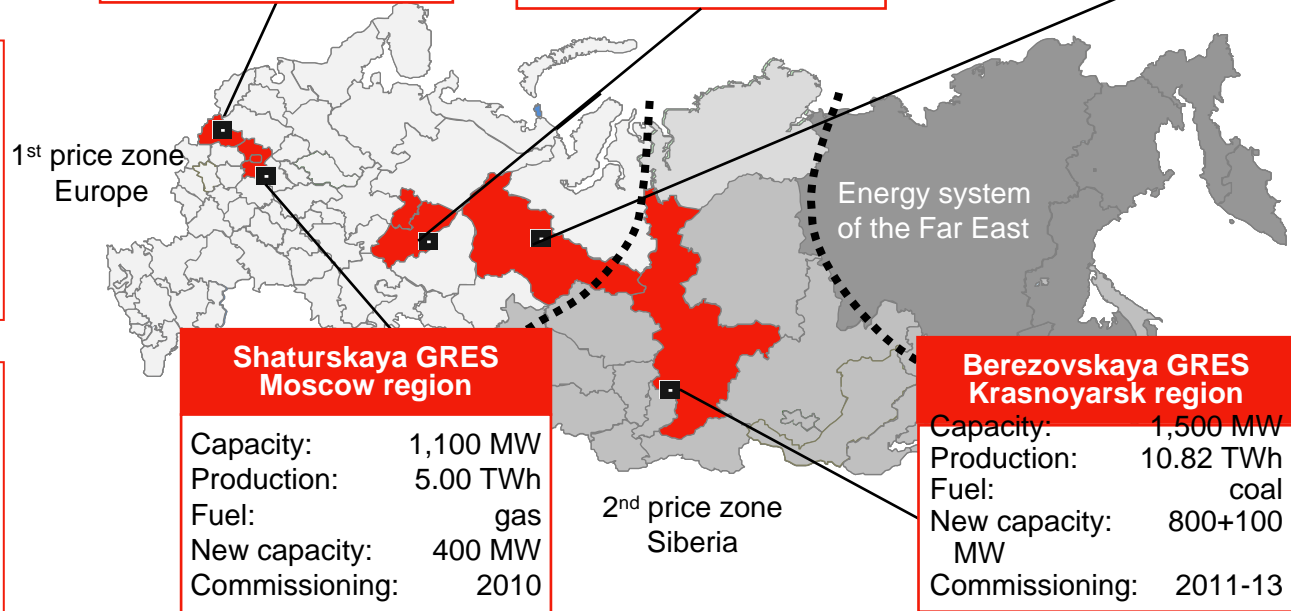 1st price zone
Europe
Energy system
of the Far East
Shaturskaya GRES
Moscow region
Capacity: 1,100 MW
Production: 5.00 TWh
Fuel: gas
New capacity: 400 MW
Commissioning: 2010
2nd price zone
Siberia
Berezovskaya GRES
Krasnoyarsk region
Capacity: 1,500 MW
Production: 10.82 TWh
Fuel: coal
New capacity: 800+100
MW
Commissioning: 2011-13